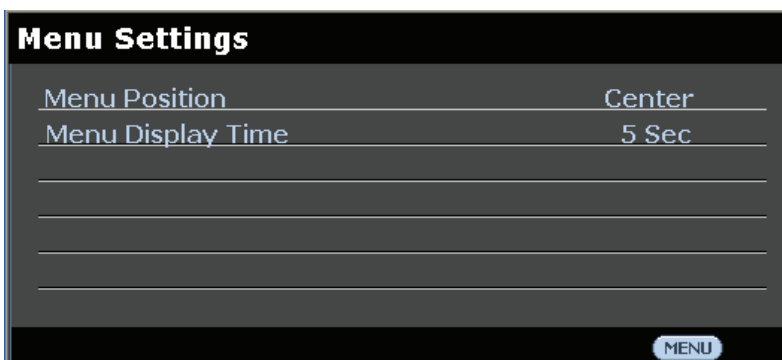 Menu Settings
Menu Position Center
Menu Display Time 5 Sec
MENU